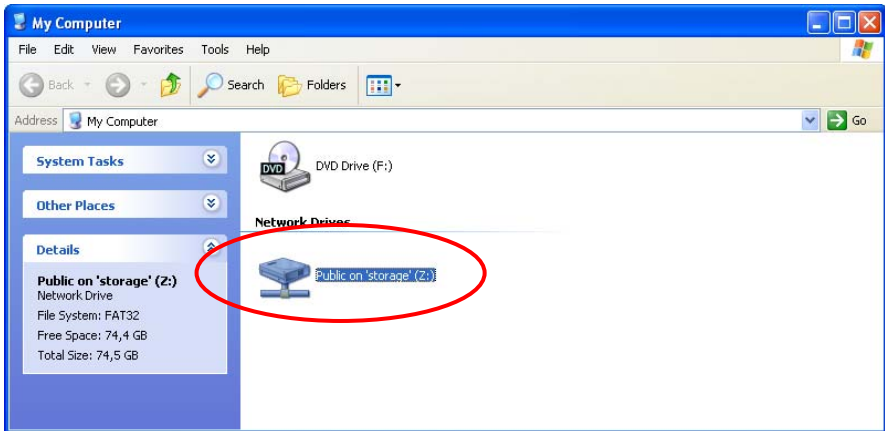 My Computer
File Edit View Favorites Tools Help
Back Search Folders
Address My Computer Go
System Tasks
Other Places
Details
Public on 'storage' (Z:)
Network Drive
File System: FAT32
Free Space: 74,4 GB
Total Size: 74,5 GB
DVD DVD Drive (F:)
Network Drives
Public on 'storage' (Z:)